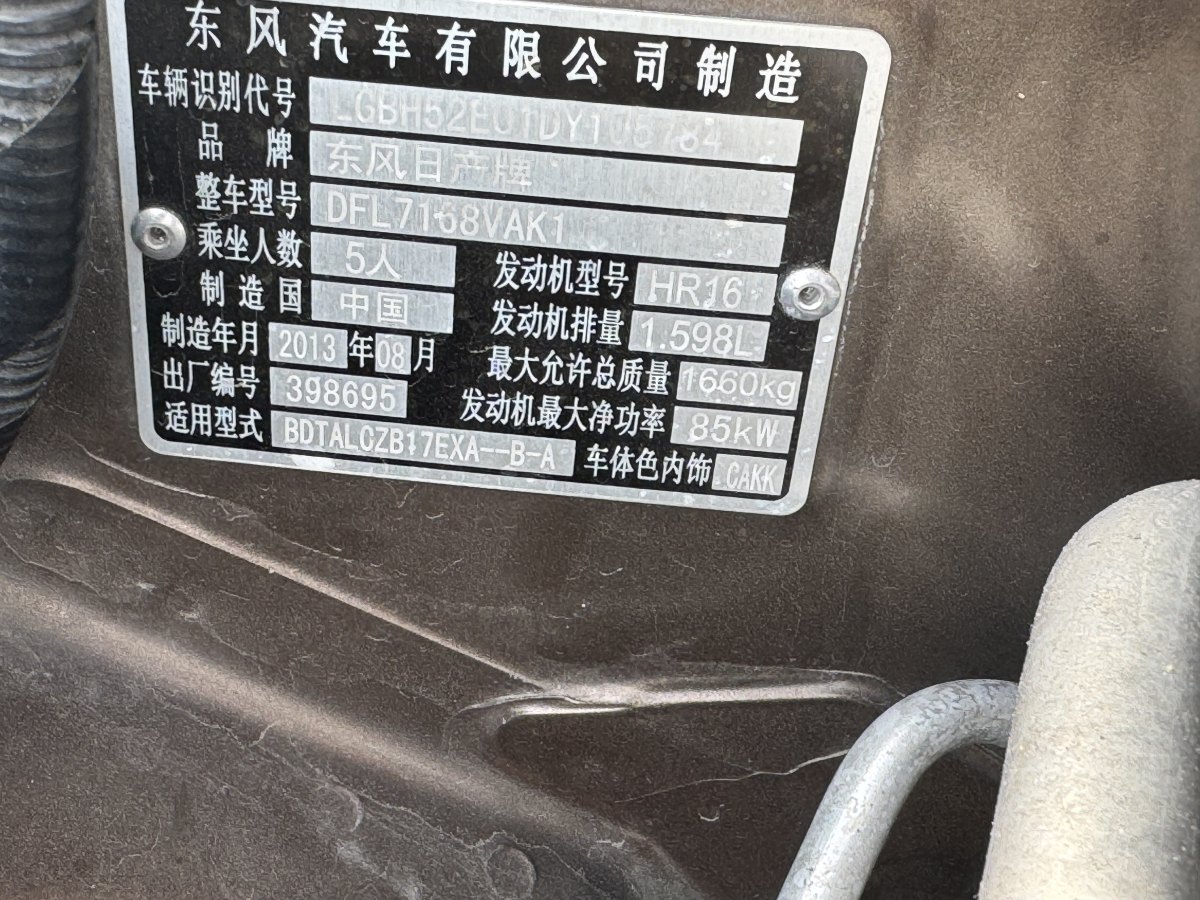 东风汽车有限公司制造
车辆识别代号 LGBH52E01DY105784
品牌 东风日产牌
整车型号 DFL7168VAK1
乘坐人数 5人 发动机型号 HR16
制造国 中国 发动机排量 1.598L
制造年月 2013年08月 最大允许总质量 1660kg
出厂编号 398695 发动机最大净功率 85kW
适用型式 BDTALCZB17EXA--B-A 车体色内饰 CAKK